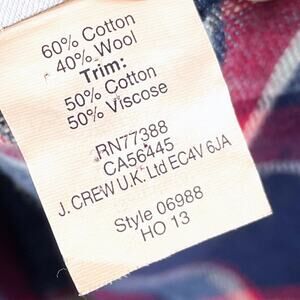 60% Cotton
40% Wool
Trim:
50% Cotton
50% Viscose
RN77388
CA56445
J. CREW U.K. Ltd EC4V 6JA
Style 06988
HO 13